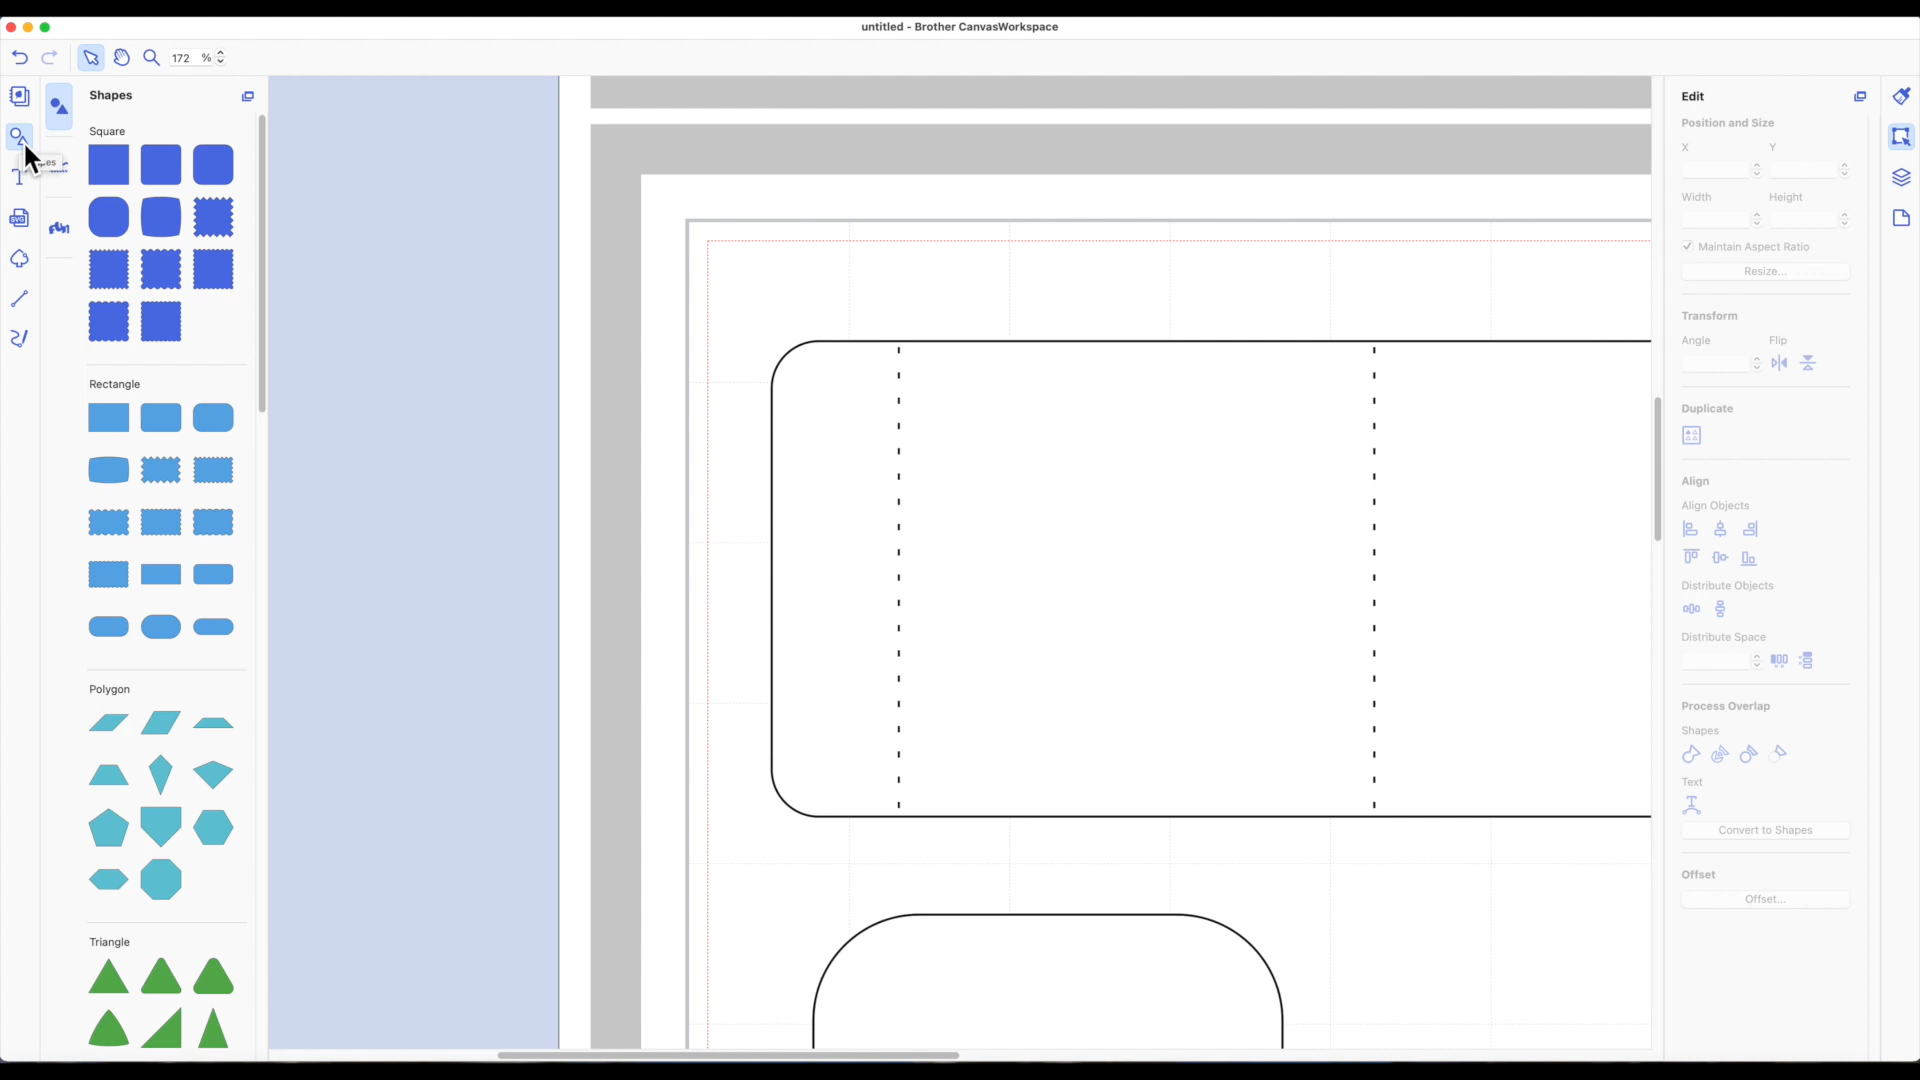 untitled - Brother CanvasWorkspace
172 %
Shapes
Edit
Square
Position and Size
X Y
SVG
Width Height
fun
Maintain Aspect Ratio
Resize...
Transform
Angle Flip
Rectangle
Duplicate
Align
Align Objects
Distribute Objects
Distribute Space
Polygon
Process Overlap
Shapes
Text
Convert to Shapes
Offset
Offset...
Triangle